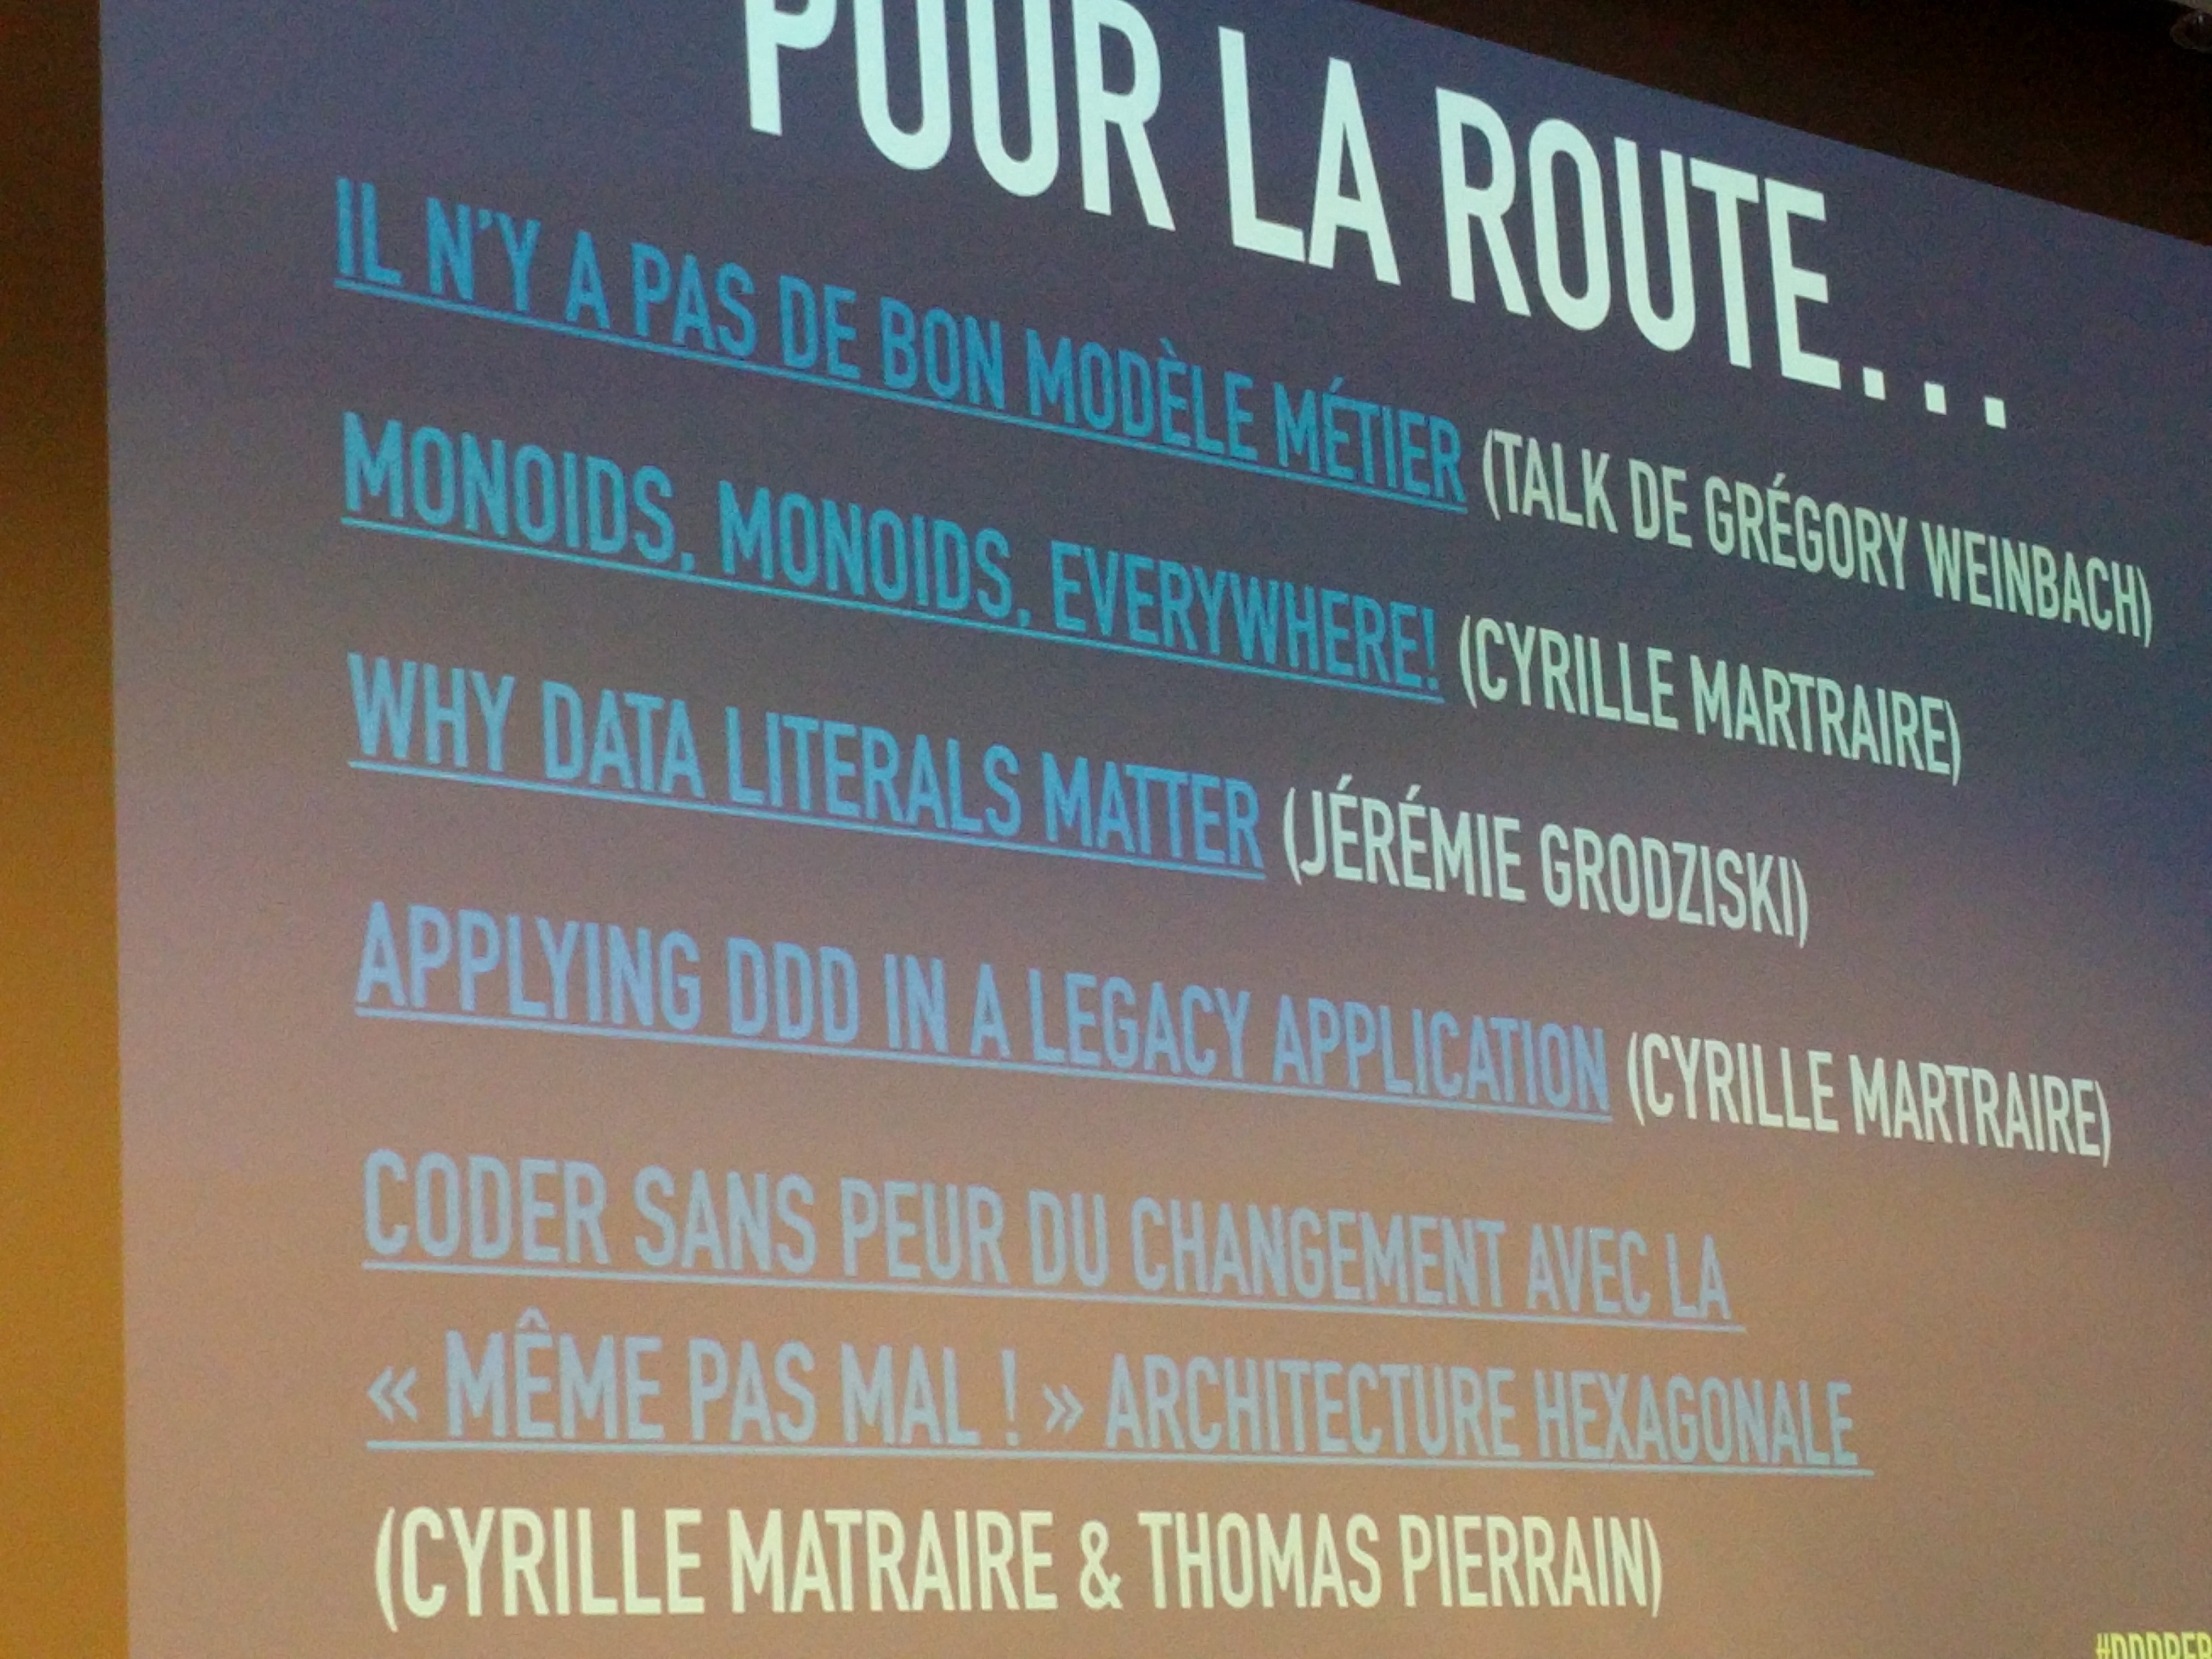 POUR LA ROUTE...
IL N'Y A PAS DE BON MODÈLE MÉTIER (TALK DE GRÉGORY WEINBACH)
MONOIDS, MONOIDS, EVERYWHERE! (CYRILLE MARTRAIRE)
WHY DATA LITERALS MATTER (JÉRÉMIE GRODZISKI)
APPLYING DDD IN A LEGACY APPLICATION (CYRILLE MARTRAIRE)
CODER SANS PEUR DU CHANGEMENT AVEC LA
« MÊME PAS MAL ! » ARCHITECTURE HEXAGONALE
(CYRILLE MATRAIRE & THOMAS PIERRAIN)